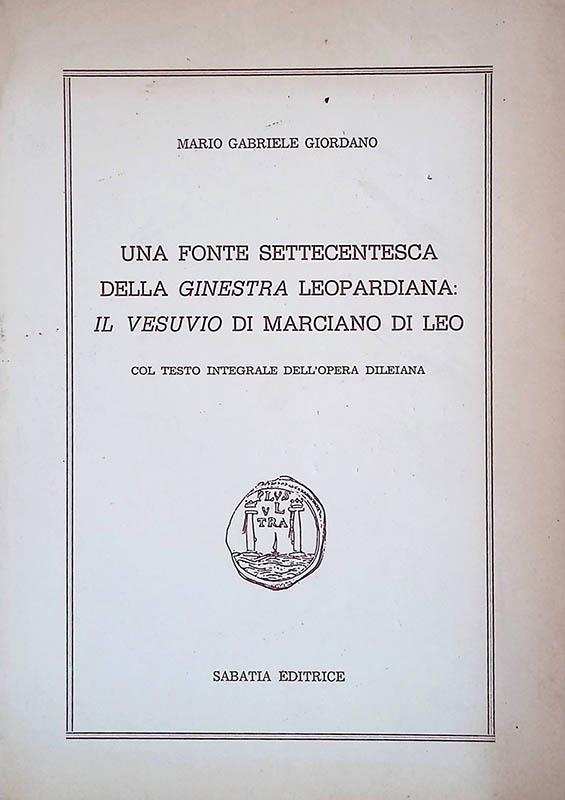 MARIO GABRIELE GIORDANO
UNA FONTE SETTECENTESCA
DELLA GINESTRA LEOPARDIANA:
IL VESUVIO DI MARCIANO DI LEO
COL TESTO INTEGRALE DELL'OPERA DILEIANA
PLUS
VL
TRA
SABATIA EDITRICE